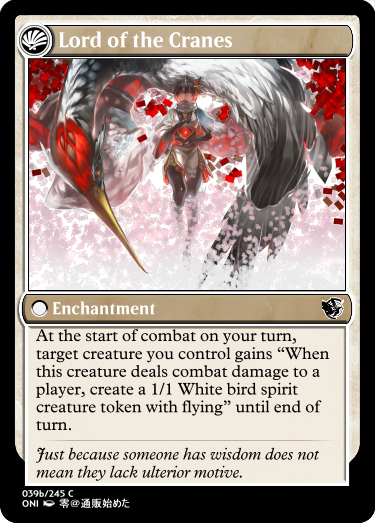 Lord of the Cranes
Enchantment
At the start of combat on your turn,
target creature you control gains “When
this creature deals combat damage to a
player, create a 1/1 White bird spirit
creature token with flying” until end of
turn.
Just because someone has wisdom does not
mean they lack ulterior motive.
039b/245 C
ONI 零@通販始めた